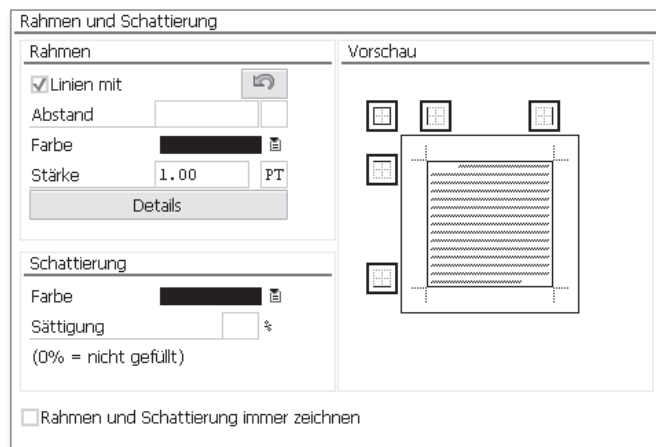 Rahmen und Schattierung
Rahmen
Linien mit
Abstand
Farbe
Stärke 1.00 PT
Details
Schattierung
Farbe
Sättigung %
(0% = nicht gefüllt)
Vorschau
Rahmen und Schattierung immer zeichnen